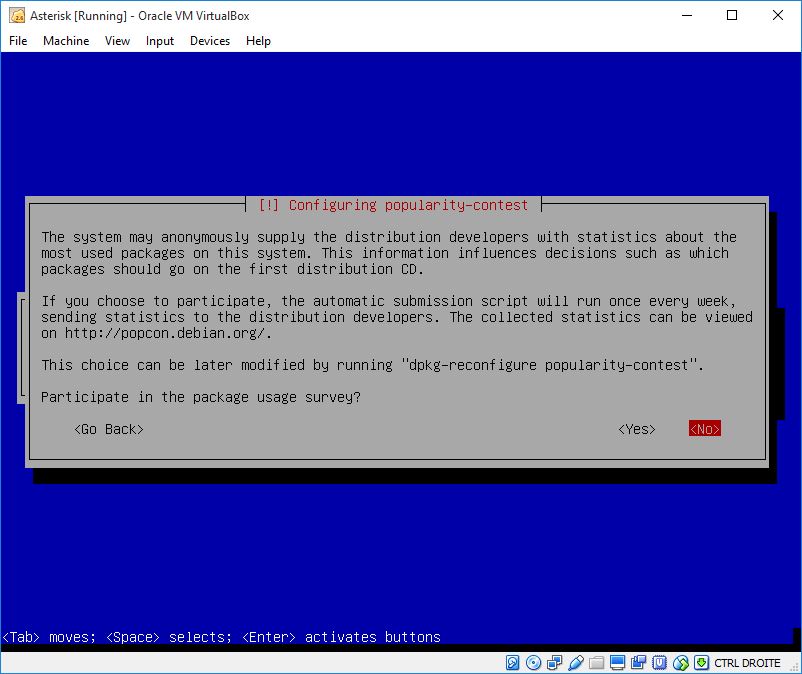 Asterisk [Running] - Oracle VM VirtualBox
File Machine View Input Devices Help
[!] Configuring popularity-contest
The system may anonymously supply the distribution developers with statistics about the
most used packages on this system. This information influences decisions such as which
packages should go on the first distribution CD.
If you choose to participate, the automatic submission script will run once every week,
sending statistics to the distribution developers. The collected statistics can be viewed
on http://popcon.debian.org/.
This choice can be later modified by running "dpkg-reconfigure popularity-contest".
Participate in the package usage survey?
<Go Back> <Yes> <No>
<Tab> moves; <Space> selects; <Enter> activates buttons
CTRL DROITE